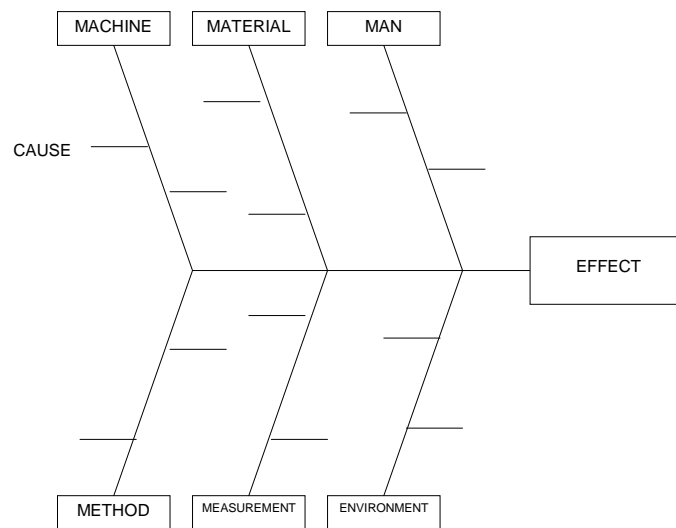 MACHINE
MATERIAL
MAN
CAUSE
EFFECT
METHOD
MEASUREMENT
ENVIRONMENT